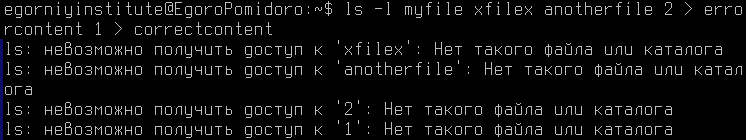 egorniyinstitute@EgoroPomidoro:~$ ls -l myfile xfilex anotherfile 2 > erro
rcontent 1 > correctcontent
ls: невозможно получить доступ к 'xfilex': Нет такого файла или каталога
ls: невозможно получить доступ к 'anotherfile': Нет такого файла или катал
ога
ls: невозможно получить доступ к '2': Нет такого файла или каталога
ls: невозможно получить доступ к '1': Нет такого файла или каталога